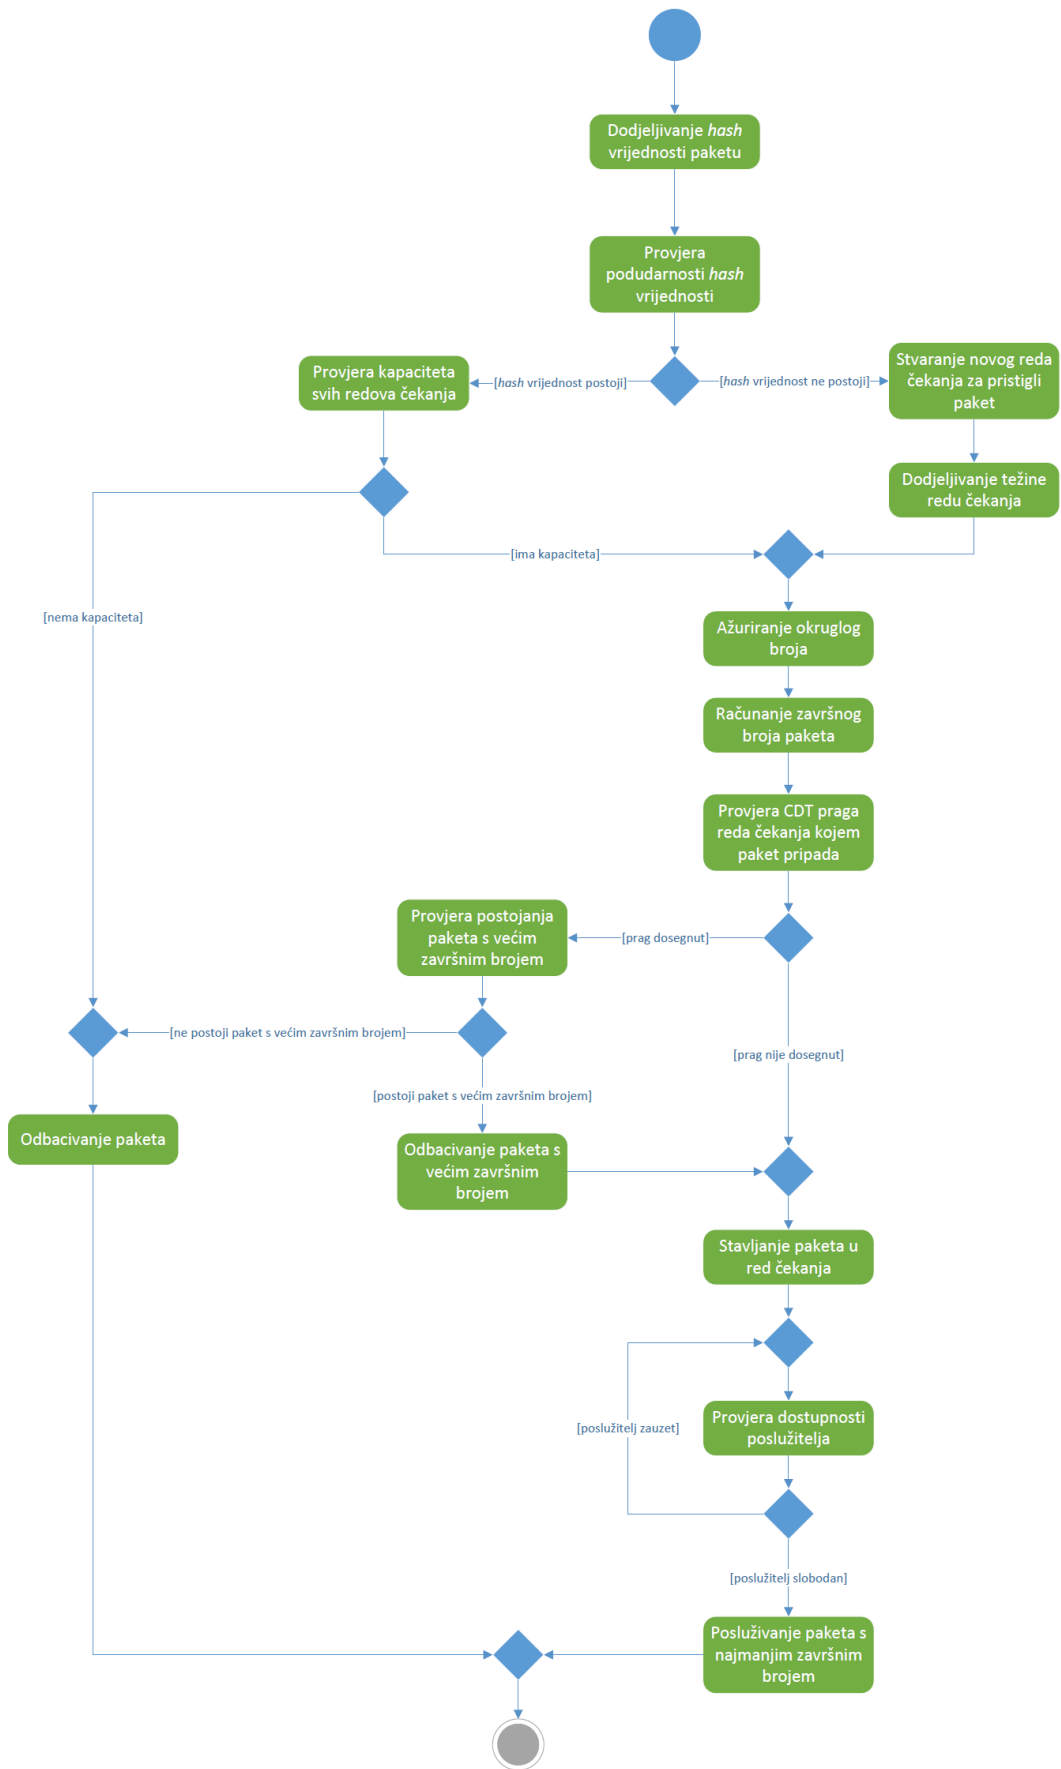 Dodjeljivanje hash
vrijednosti paketu
Provjera
podudarnosti hash
vrijednosti
Provjera kapaciteta
svih redova čekanja
[hash vrijednost postoji]
[hash vrijednost ne postoji]
Stvaranje novog reda
čekanja za pristigli
paket
Dodjeljivanje težine
redu čekanja
[ima kapaciteta]
[nema kapaciteta]
Ažuriranje okruglog
broja
Računanje završnog
broja paketa
Provjera CDT praga
reda čekanja kojem
paket pripada
Provjera postojanja
paketa s većim
završnim brojem
[prag dosegnut]
[ne postoji paket s većim završnim brojem]
[prag nije dosegnut]
[postoji paket s većim završnim brojem]
Odbacivanje paketa
Odbacivanje paketa s
većim završnim
brojem
Stavljanje paketa u
red čekanja
[poslužitelj zauzet]
Provjera dostupnosti
poslužitelja
[poslužitelj slobodan]
Posluživanje paketa s
najmanjim završnim
brojem